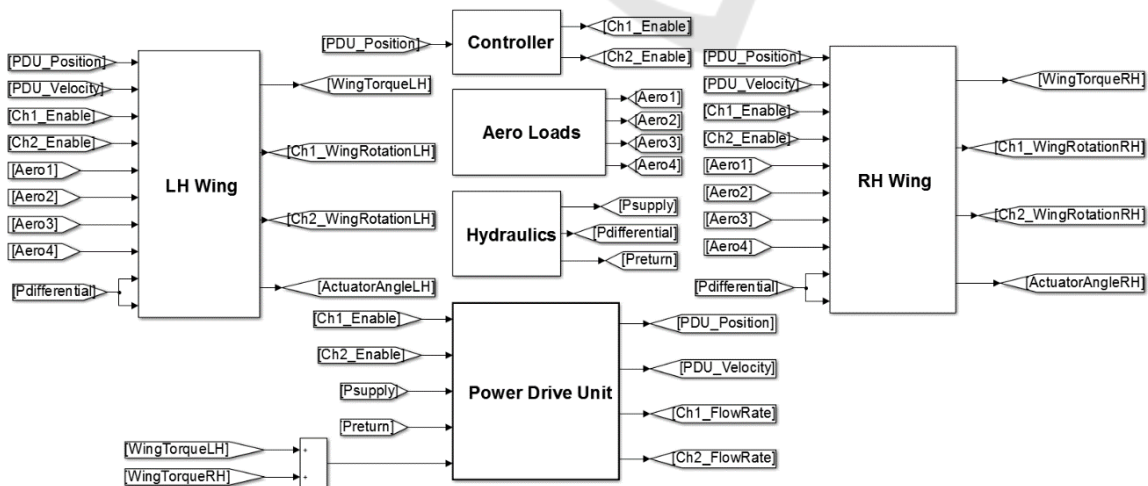 [PDU_Position]
[PDU_Velocity]
[Ch1_Enable]
[Ch2_Enable]
[Aero1]
[Aero2]
[Aero3]
[Aero4]
[Pdifferential]
LH Wing
[WingTorqueLH]
[Ch1_WingRotationLH]
[Ch2_WingRotationLH]
[ActuatorAngleLH]
[PDU_Position]
Controller
[Ch1_Enable]
[Ch2_Enable]
Aero Loads
[Aero1]
[Aero2]
[Aero3]
[Aero4]
Hydraulics
[Psupply]
[Pdifferential]
[Preturn]
[PDU_Position]
[PDU_Velocity]
[Ch1_Enable]
[Ch2_Enable]
[Aero1]
[Aero2]
[Aero3]
[Aero4]
[Pdifferential]
RH Wing
[WingTorqueRH]
[Ch1_WingRotationRH]
[Ch2_WingRotationRH]
[ActuatorAngleRH]
[Ch1_Enable]
[Ch2_Enable]
[Psupply]
[Preturn]
[WingTorqueLH]
[WingTorqueRH]
+
+
Power Drive Unit
[PDU_Position]
[PDU_Velocity]
[Ch1_FlowRate]
[Ch2_FlowRate]